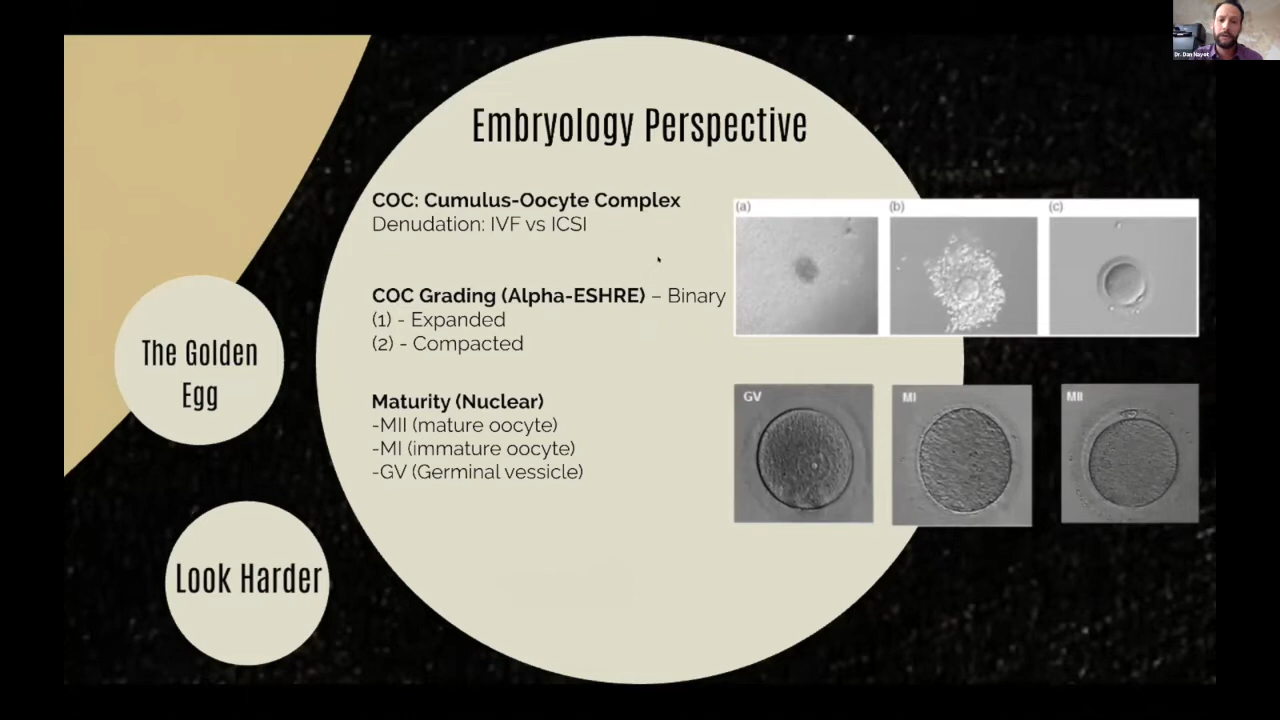 Dr. Dan Nayot
Embryology Perspective
COC: Cumulus-Oocyte Complex
Denudation: IVF vs ICSI
COC Grading (Alpha-ESHRE) – Binary
(1) - Expanded
(2) - Compacted
Maturity (Nuclear)
-MII (mature oocyte)
-MI (immature oocyte)
-GV (Germinal vessicle)
(a)
(b)
(c)
GV
MI
MII
The Golden
Egg
Look Harder